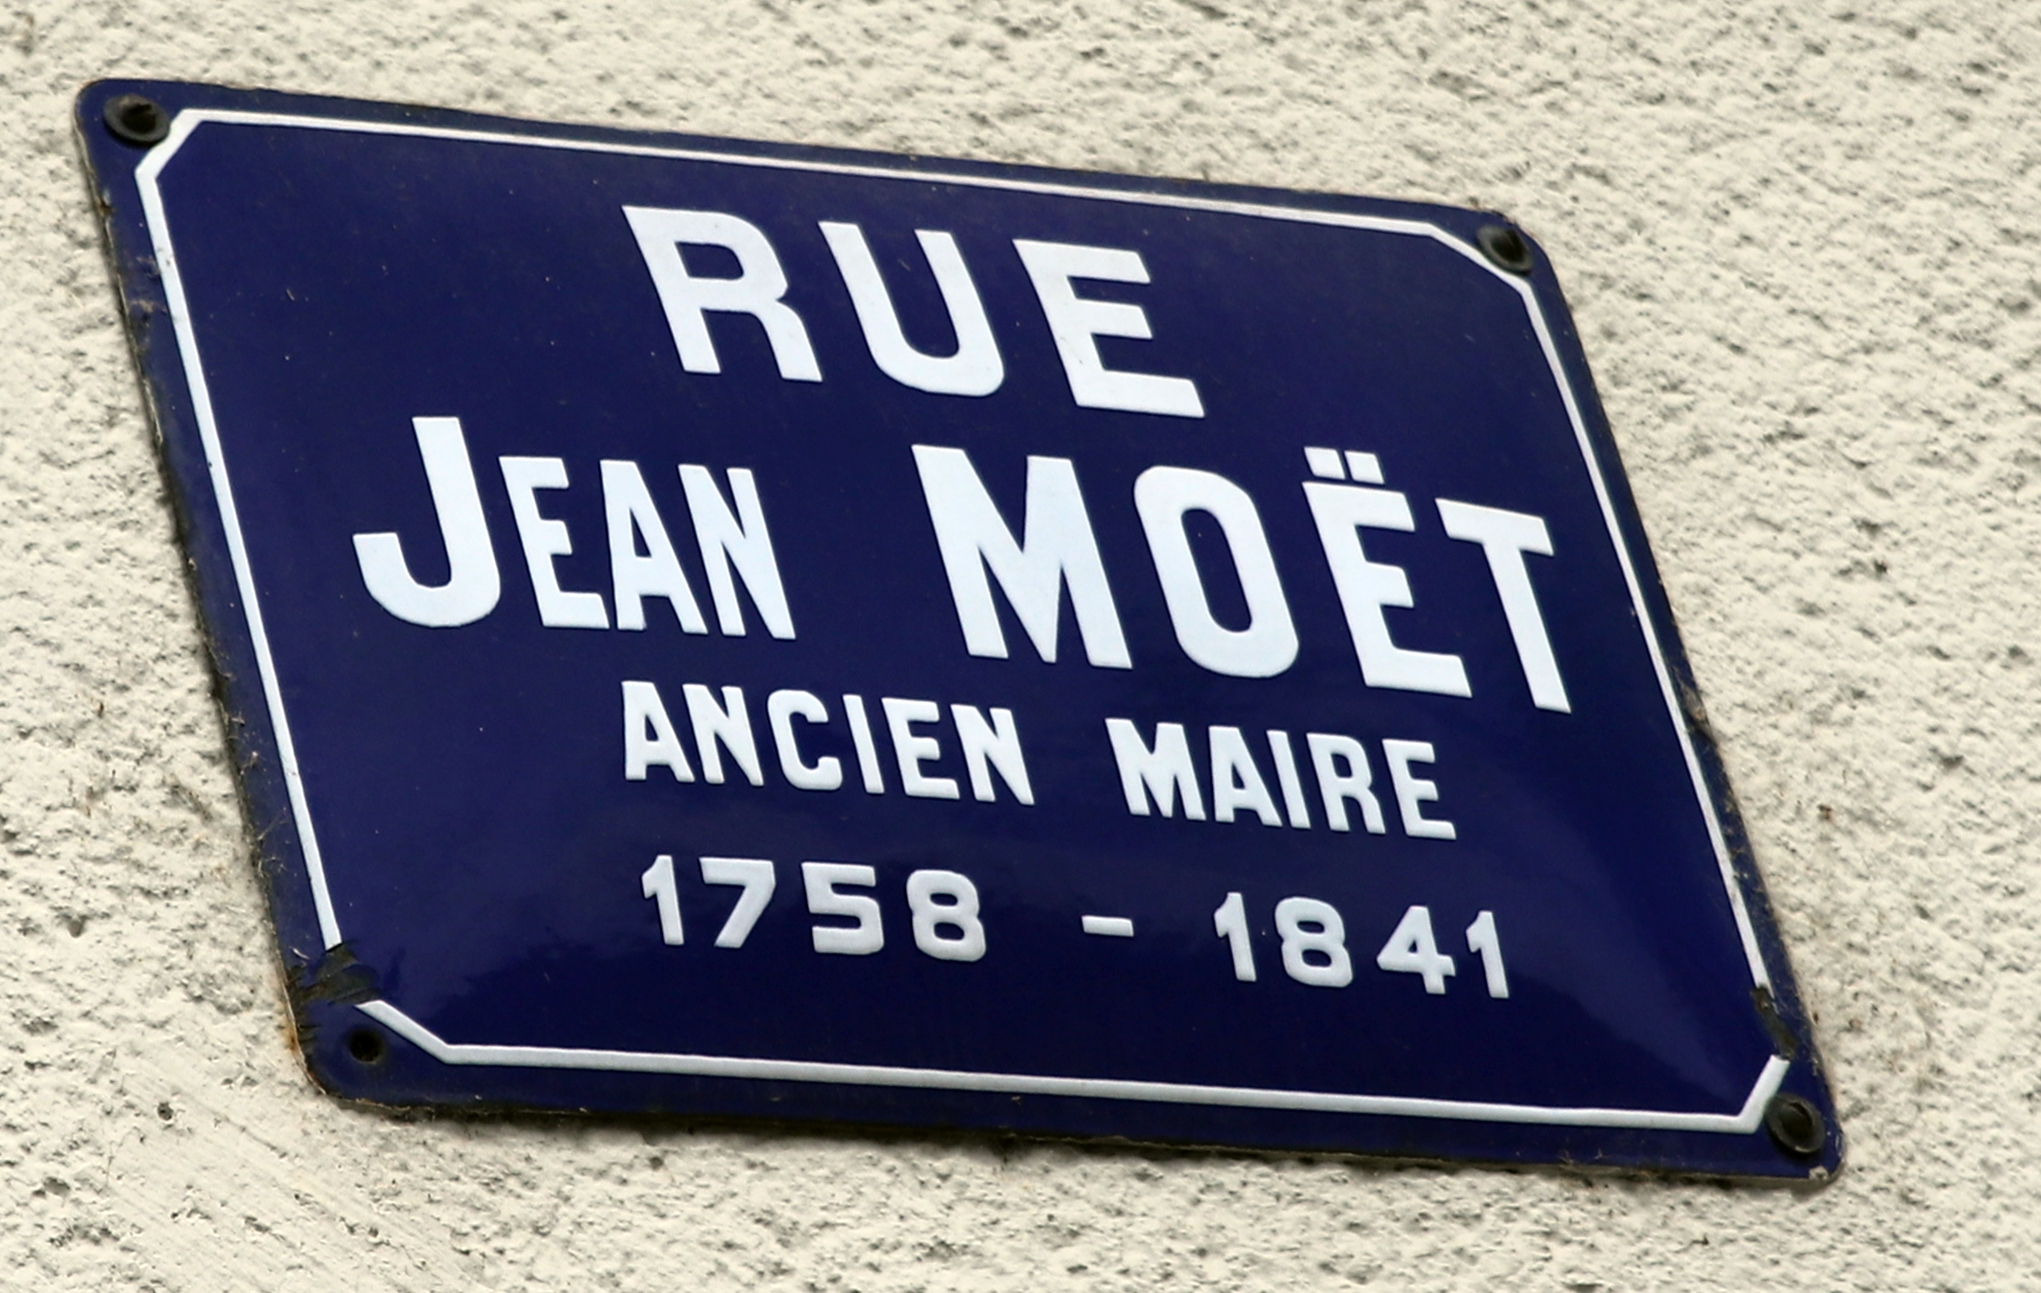 RUE
JEAN MOËT
ANCIEN MAIRE
1758 - 1841